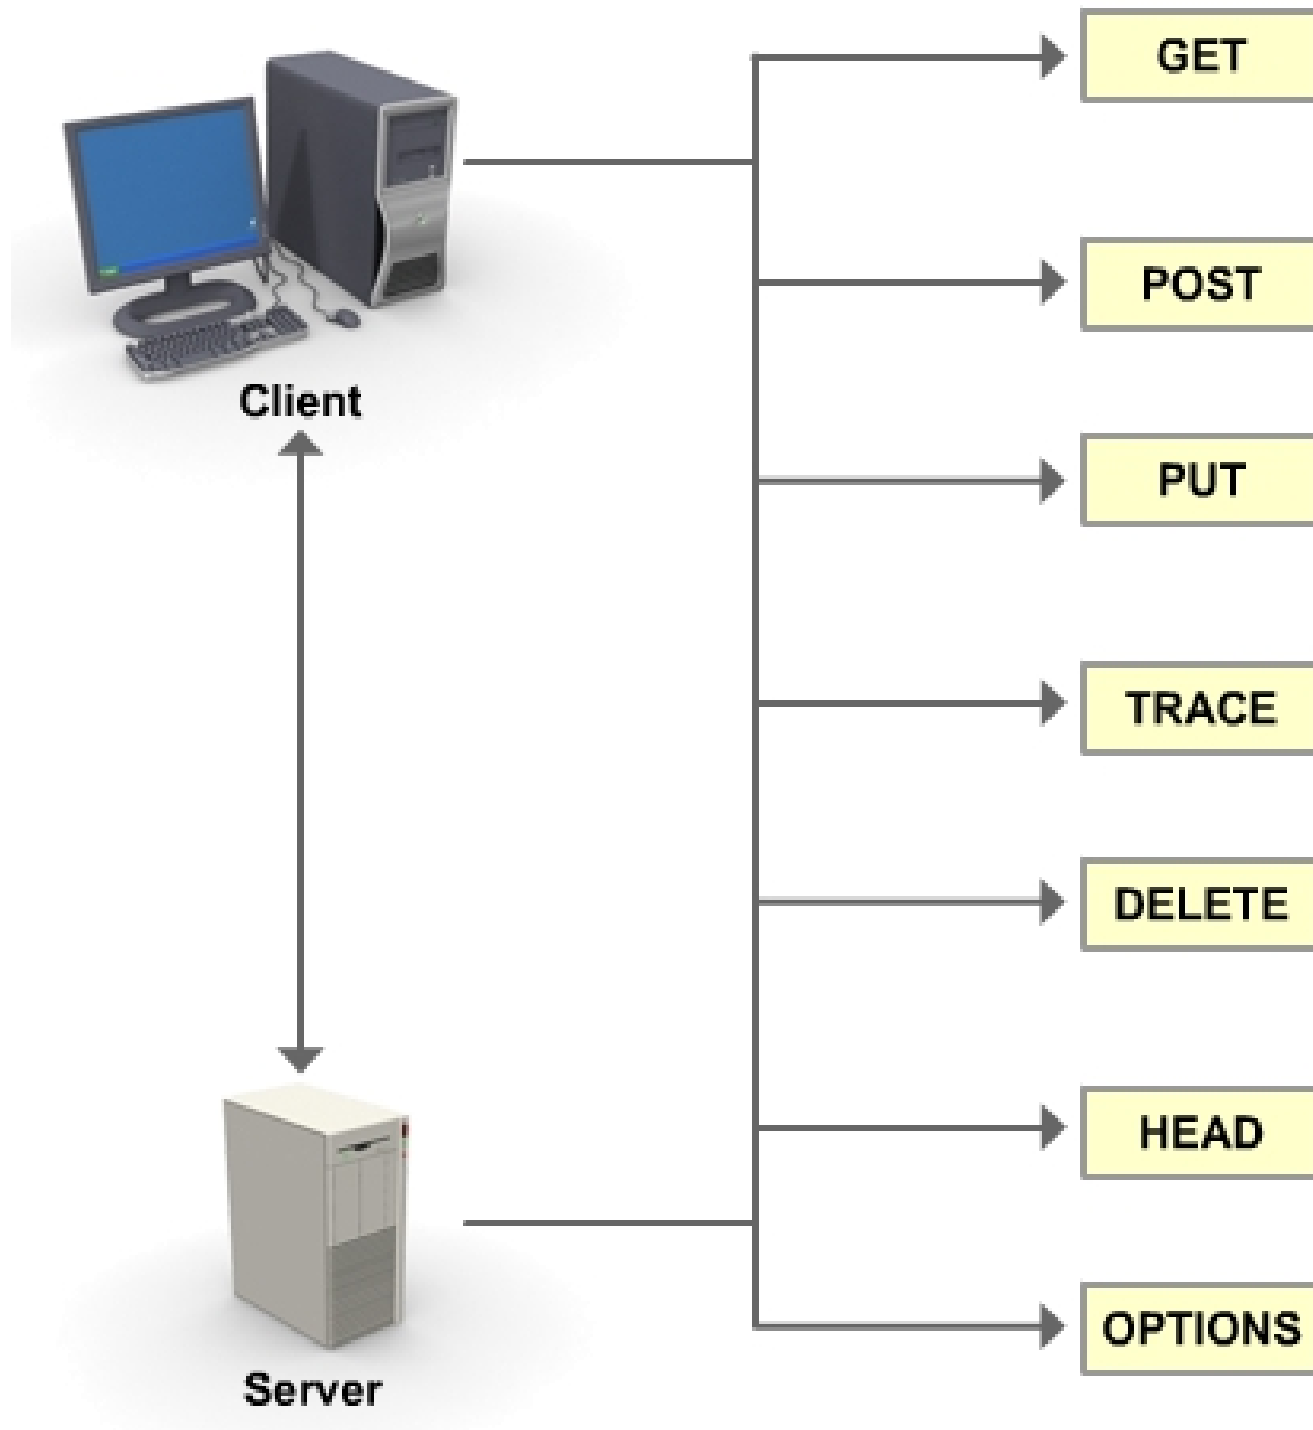 GET
POST
Client
PUT
TRACE
DELETE
HEAD
OPTIONS
Server